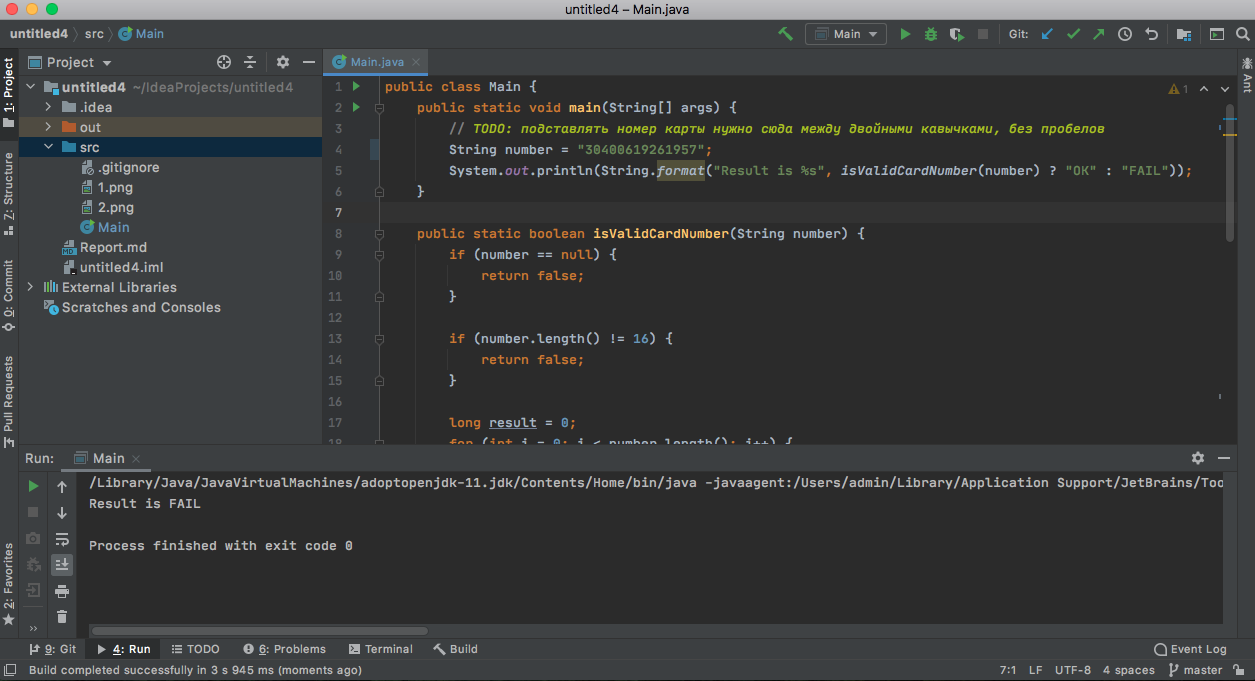 untitled4 – Main.java
untitled4 src Main
Main Git:
1: Project
Z: Structure
0: Commit
Pull Requests
2: Favorites
Ant
Project
untitled4 ~/IdeaProjects/untitled4
.idea
out
src
.gitignore
1.png
2.png
Main
Report.md
untitled4.iml
External Libraries
Scratches and Consoles
Main.java
1
1 public class Main {
2 public static void main(String[] args) {
3 // TODO: подставлять номер карты нужно сюда между двойными кавычками, без пробелов
4 String number = "30400619261957";
5 System.out.println(String.format("Result is %s", isValidCardNumber(number) ? "OK" : "FAIL"));
6 }
7
8 public static boolean isValidCardNumber(String number) {
9 if (number == null) {
10 return false;
11 }
12
13 if (number.length() != 16) {
14 return false;
15 }
16
17 long result = 0;
18 for (int i = 0; i < number.length(); i++) {
Run: Main
/Library/Java/JavaVirtualMachines/adoptopenjdk-11.jdk/Contents/Home/bin/java -javaagent:/Users/admin/Library/Application Support/JetBrains/Too
Result is FAIL
Process finished with exit code 0
9: Git 4: Run TODO 6: Problems Terminal Build Event Log
Build completed successfully in 3 s 945 ms (moments ago) 7:1 LF UTF-8 4 spaces master